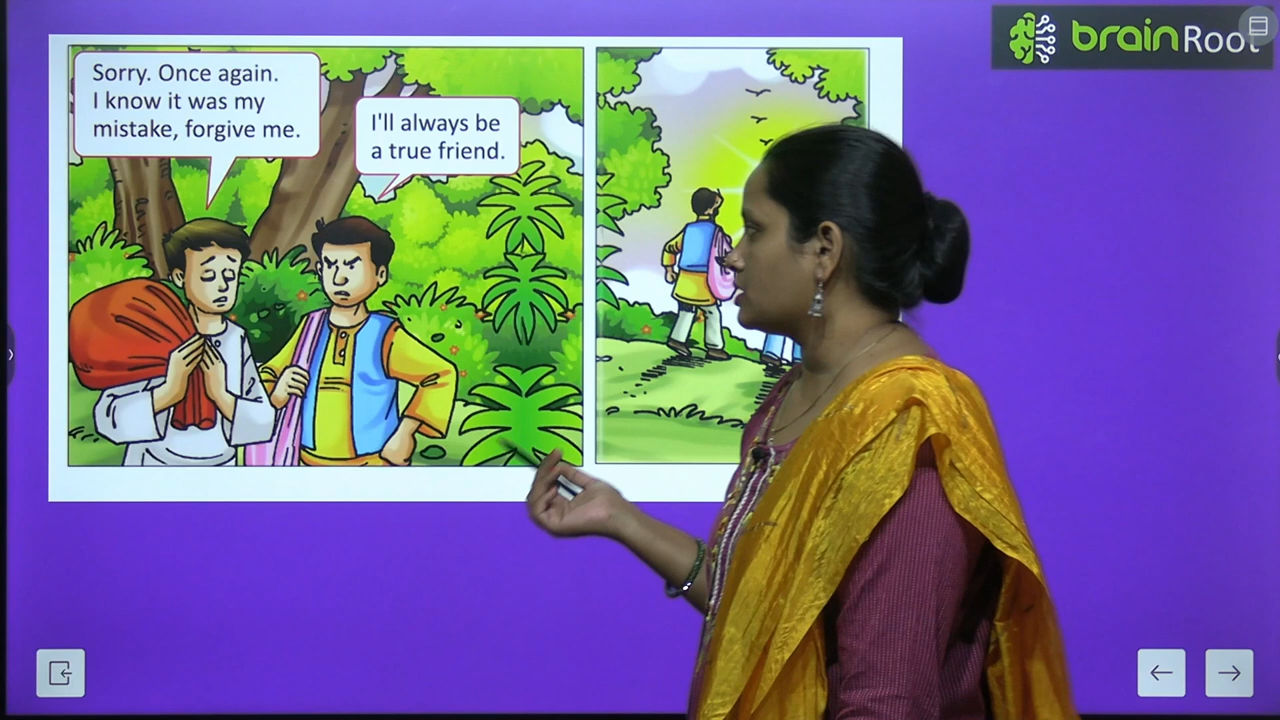 brainRoot
Sorry. Once again.
I know it was my
mistake, forgive me.
I'll always be
a true friend.